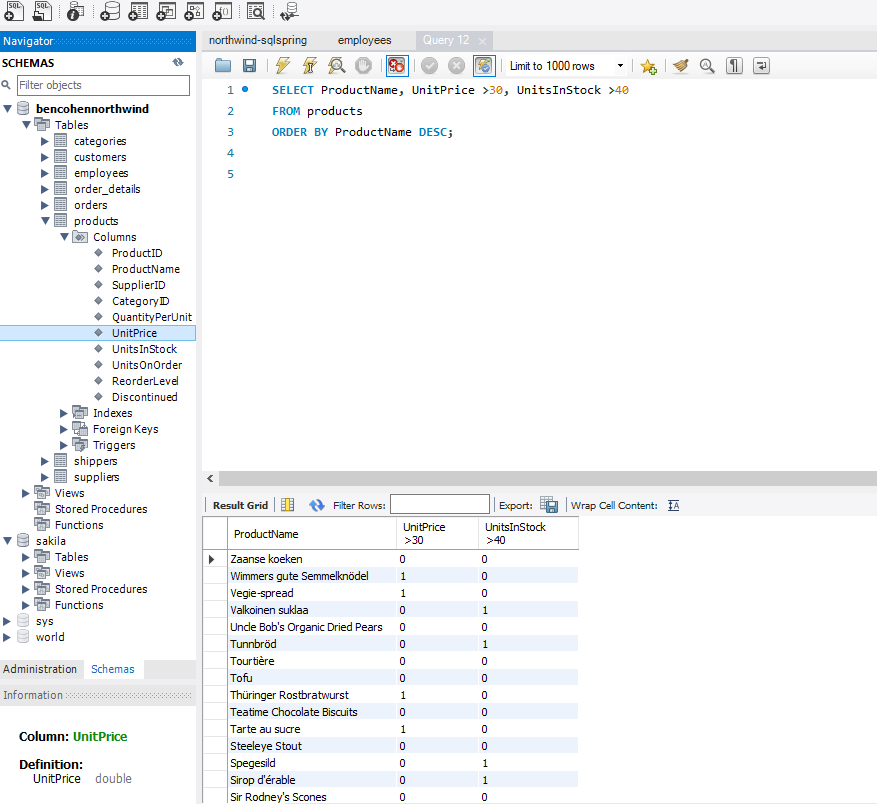 Navigator
SCHEMAS
Filter objects
bencohennorthwind
Tables
categories
customers
employees
order_details
orders
products
Columns
ProductID
ProductName
SupplierID
CategoryID
QuantityPerUnit
UnitPrice
UnitsInStock
UnitsOnOrder
ReorderLevel
Discontinued
Indexes
Foreign Keys
Triggers
shippers
suppliers
Views
Stored Procedures
Functions
sakila
Tables
Views
Stored Procedures
Functions
sys
world
Administration Schemas
Information
Column: UnitPrice
Definition:
UnitPrice double
northwind-sqlspring employees Query 12
Limit to 1000 rows
1 SELECT ProductName, UnitPrice >30, UnitsInStock >40
2 FROM products
3 ORDER BY ProductName DESC;
4
5
Result Grid Filter Rows: Export: Wrap Cell Content:
ProductName UnitPrice >30 UnitsInStock >40
Zaanse koeken 0 0
Wimmers gute Semmelknödel 1 0
Vegie-spread 1 0
Valkoinen suklaa 0 1
Uncle Bob's Organic Dried Pears 0 0
Tunnbröd 0 1
Tourtière 0 0
Tofu 0 0
Thüringer Rostbratwurst 1 0
Teatime Chocolate Biscuits 0 0
Tarte au sucre 1 0
Steeleye Stout 0 0
Spegesild 0 1
Sirop d'érable 0 1
Sir Rodney's Scones 0 0